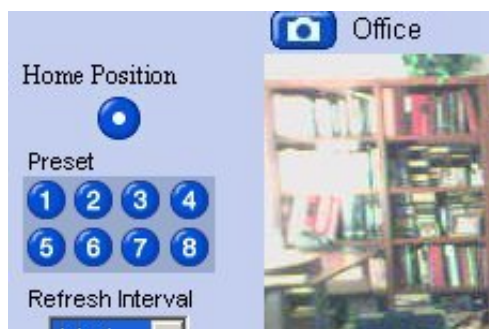 Office
Home Position
Preset
1 2 3 4
5 6 7 8
Refresh Interval